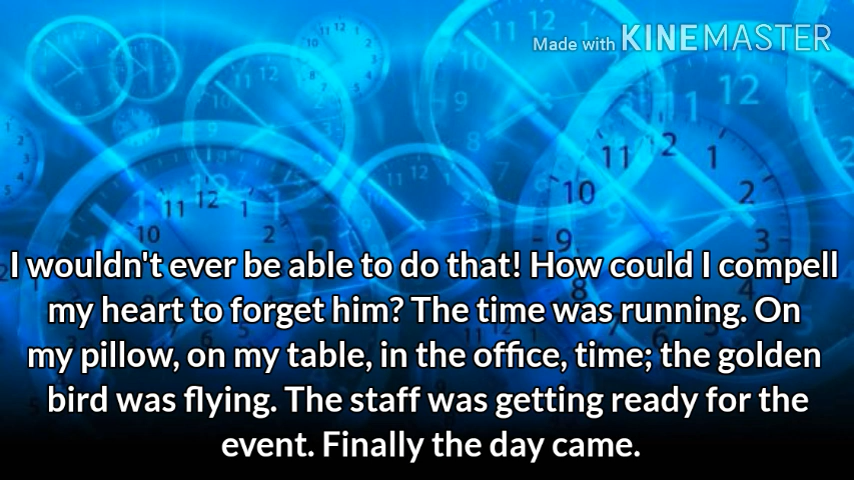 Made with KINEMASTER
I wouldn't ever be able to do that! How could I compell
my heart to forget him? The time was running. On
my pillow, on my table, in the office, time; the golden
bird was flying. The staff was getting ready for the
event. Finally the day came.